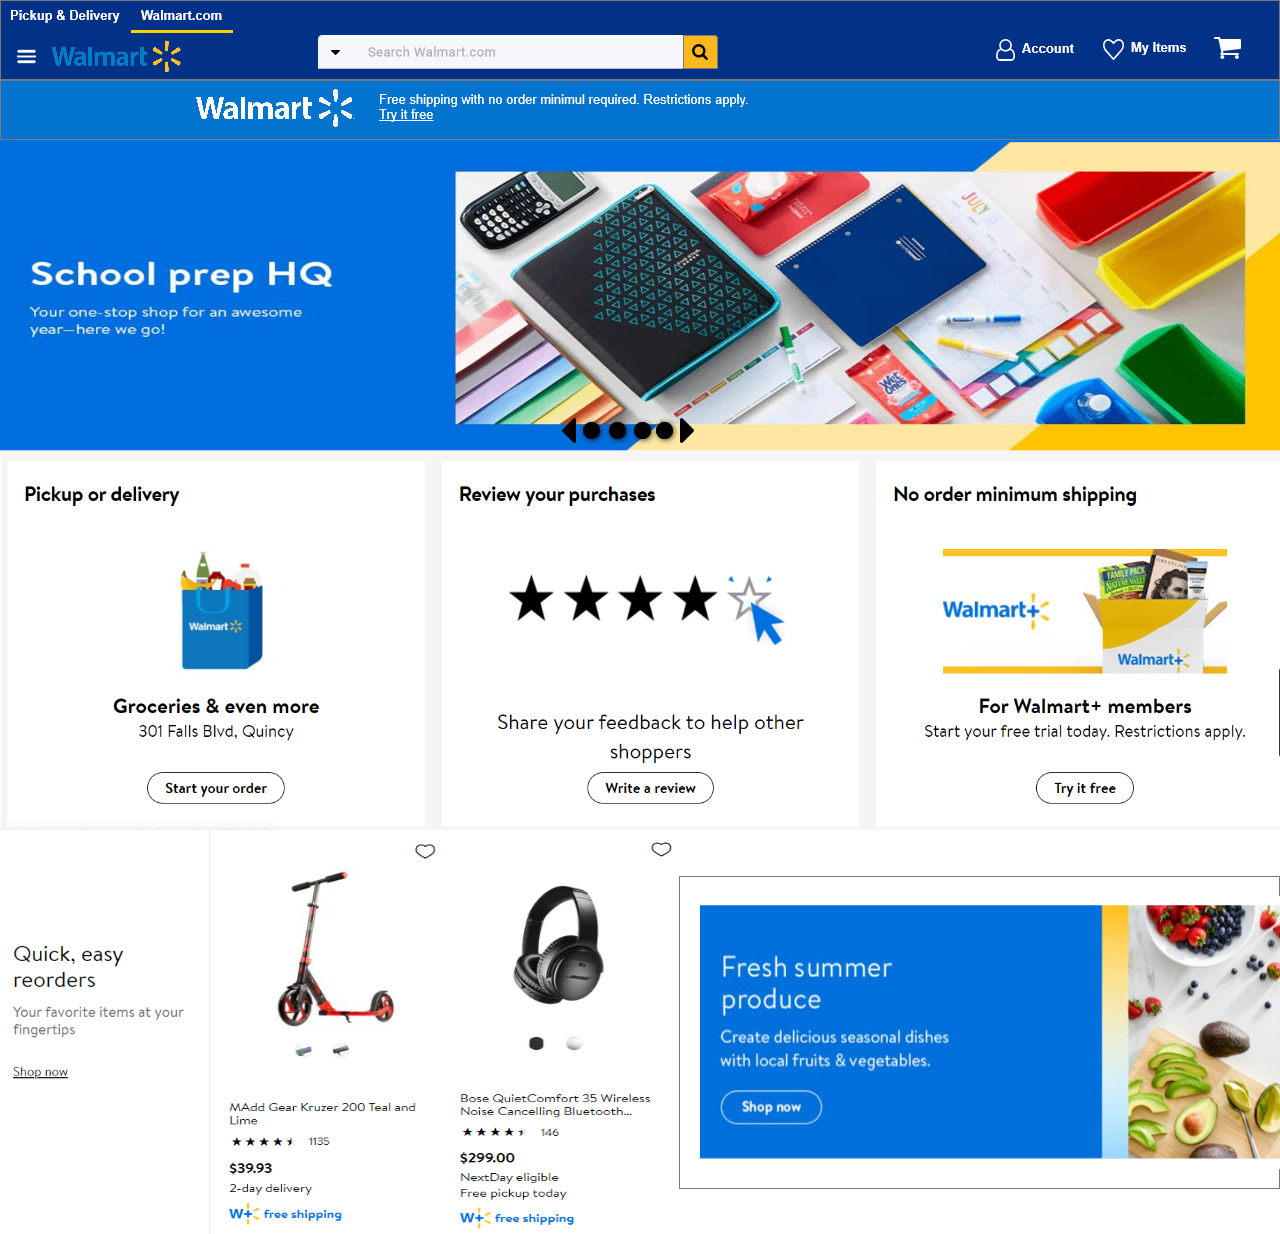 Pickup & Delivery
Walmart.com
Walmart
Search Walmart.com
Account
My Items
Walmart
Free shipping with no order minimul required. Restrictions apply.
Try it free
School prep HQ
Your one-stop shop for an awesome
year—here we go!
JULY
Wet
Ones
Pickup or delivery
Walmart
Groceries & even more
301 Falls Blvd, Quincy
Start your order
Review your purchases
Share your feedback to help other
shoppers
Write a review
No order minimum shipping
Walmart+
FAMILY PACK
NATURE VALLEY
Walmart+
For Walmart+ members
Start your free trial today. Restrictions apply.
Try it free
Quick, easy
reorders
Your favorite items at your
fingertips
Shop now
MAdd Gear Kruzer 200 Teal and
Lime
1135
$39.93
2-day delivery
W+ free shipping
BOSE
Bose QuietComfort 35 Wireless
Noise Cancelling Bluetooth...
146
$299.00
NextDay eligible
Free pickup today
W+ free shipping
Fresh summer
produce
Create delicious seasonal dishes
with local fruits & vegetables.
Shop now